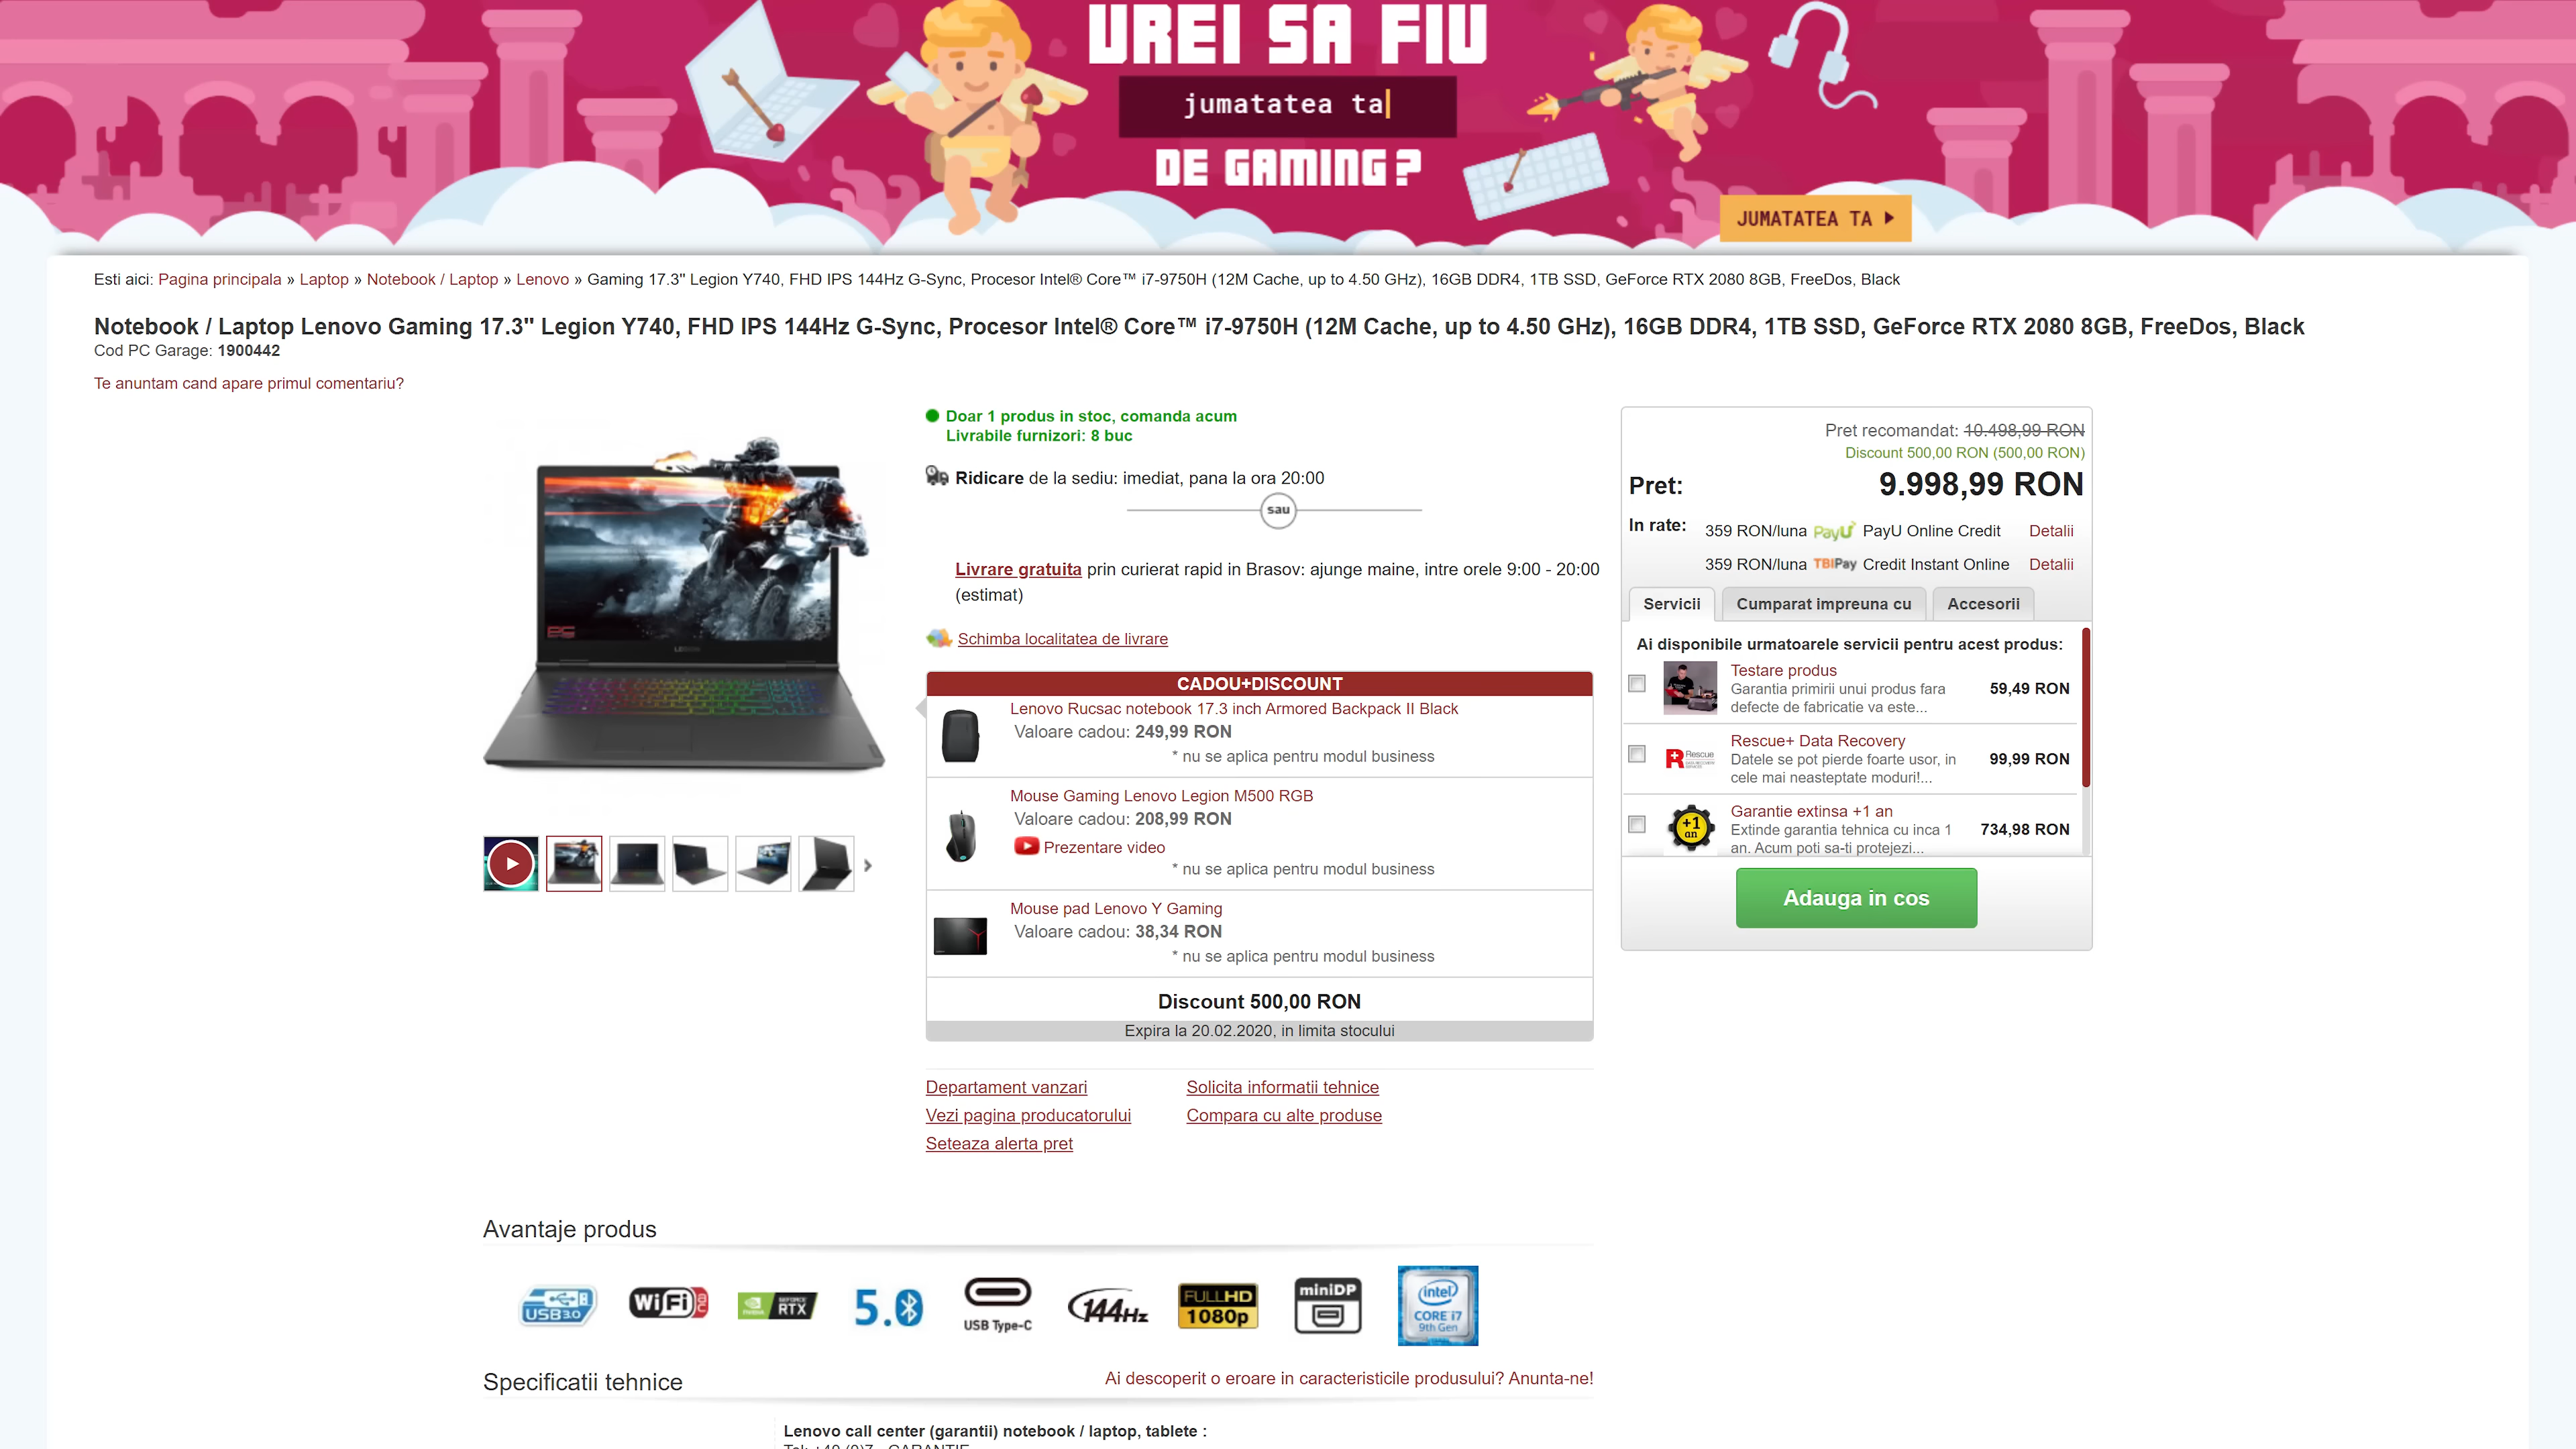 VREI SA FIU
jumatatea ta
DE GAMING?
JUMATATEA TA
Esti aici: Pagina principala » Laptop » Notebook / Laptop » Lenovo » Gaming 17.3" Legion Y740, FHD IPS 144Hz G-Sync, Procesor Intel® Core™ i7-9750H (12M Cache, up to 4.50 GHz), 16GB DDR4, 1TB SSD, GeForce RTX 2080 8GB, FreeDos, Black
Notebook / Laptop Lenovo Gaming 17.3" Legion Y740, FHD IPS 144Hz G-Sync, Procesor Intel® Core™ i7-9750H (12M Cache, up to 4.50 GHz), 16GB DDR4, 1TB SSD, GeForce RTX 2080 8GB, FreeDos, Black
Cod PC Garage: 1900442
Te anuntam cand apare primul comentariu?
LEGION
Doar 1 produs in stoc, comanda acum
Livrabile furnizori: 8 buc
Ridicare de la sediu: imediat, pana la ora 20:00
sau
Livrare gratuita prin curierat rapid in Brasov: ajunge maine, intre orele 9:00 - 20:00
(estimat)
Schimba localitatea de livrare
CADOU+DISCOUNT
Lenovo Rucsac notebook 17.3 inch Armored Backpack II Black
Valoare cadou: 249,99 RON
* nu se aplica pentru modul business
Mouse Gaming Lenovo Legion M500 RGB
Valoare cadou: 208,99 RON
Prezentare video
* nu se aplica pentru modul business
Mouse pad Lenovo Y Gaming
Valoare cadou: 38,34 RON
* nu se aplica pentru modul business
Discount 500,00 RON
Expira la 20.02.2020, in limita stocului
Departament vanzari
Solicita informatii tehnice
Vezi pagina producatorului
Compara cu alte produse
Seteaza alerta pret
Pret recomandat: 10.498,99 RON
Discount 500,00 RON (500,00 RON)
Pret: 9.998,99 RON
In rate: 359 RON/luna PayU PayU Online Credit Detalii
359 RON/luna TBIPay Credit Instant Online Detalii
Servicii
Cumparat impreuna cu
Accesorii
Ai disponibile urmatoarele servicii pentru acest produs:
Testare produs
Garantia primirii unui produs fara
defecte de fabricatie va este...
59,49 RON
Rescue
Rescue+ Data Recovery
Datele se pot pierde foarte usor, in
cele mai neasteptate moduri!...
99,99 RON
+1
an
Garantie extinsa +1 an
Extinde garantia tehnica cu inca 1
an. Acum poti sa-ti protejezi...
734,98 RON
Adauga in cos
Avantaje produs
USB3.0
WiFi ac
NVIDIA GEFORCE RTX
5.0
USB Type-C
144Hz
FULL HD
1080p
miniDP
intel
CORE i7
9th Gen
Specificatii tehnice
Ai descoperit o eroare in caracteristicile produsului? Anunta-ne!
Lenovo call center (garantii) notebook / laptop, tablete :